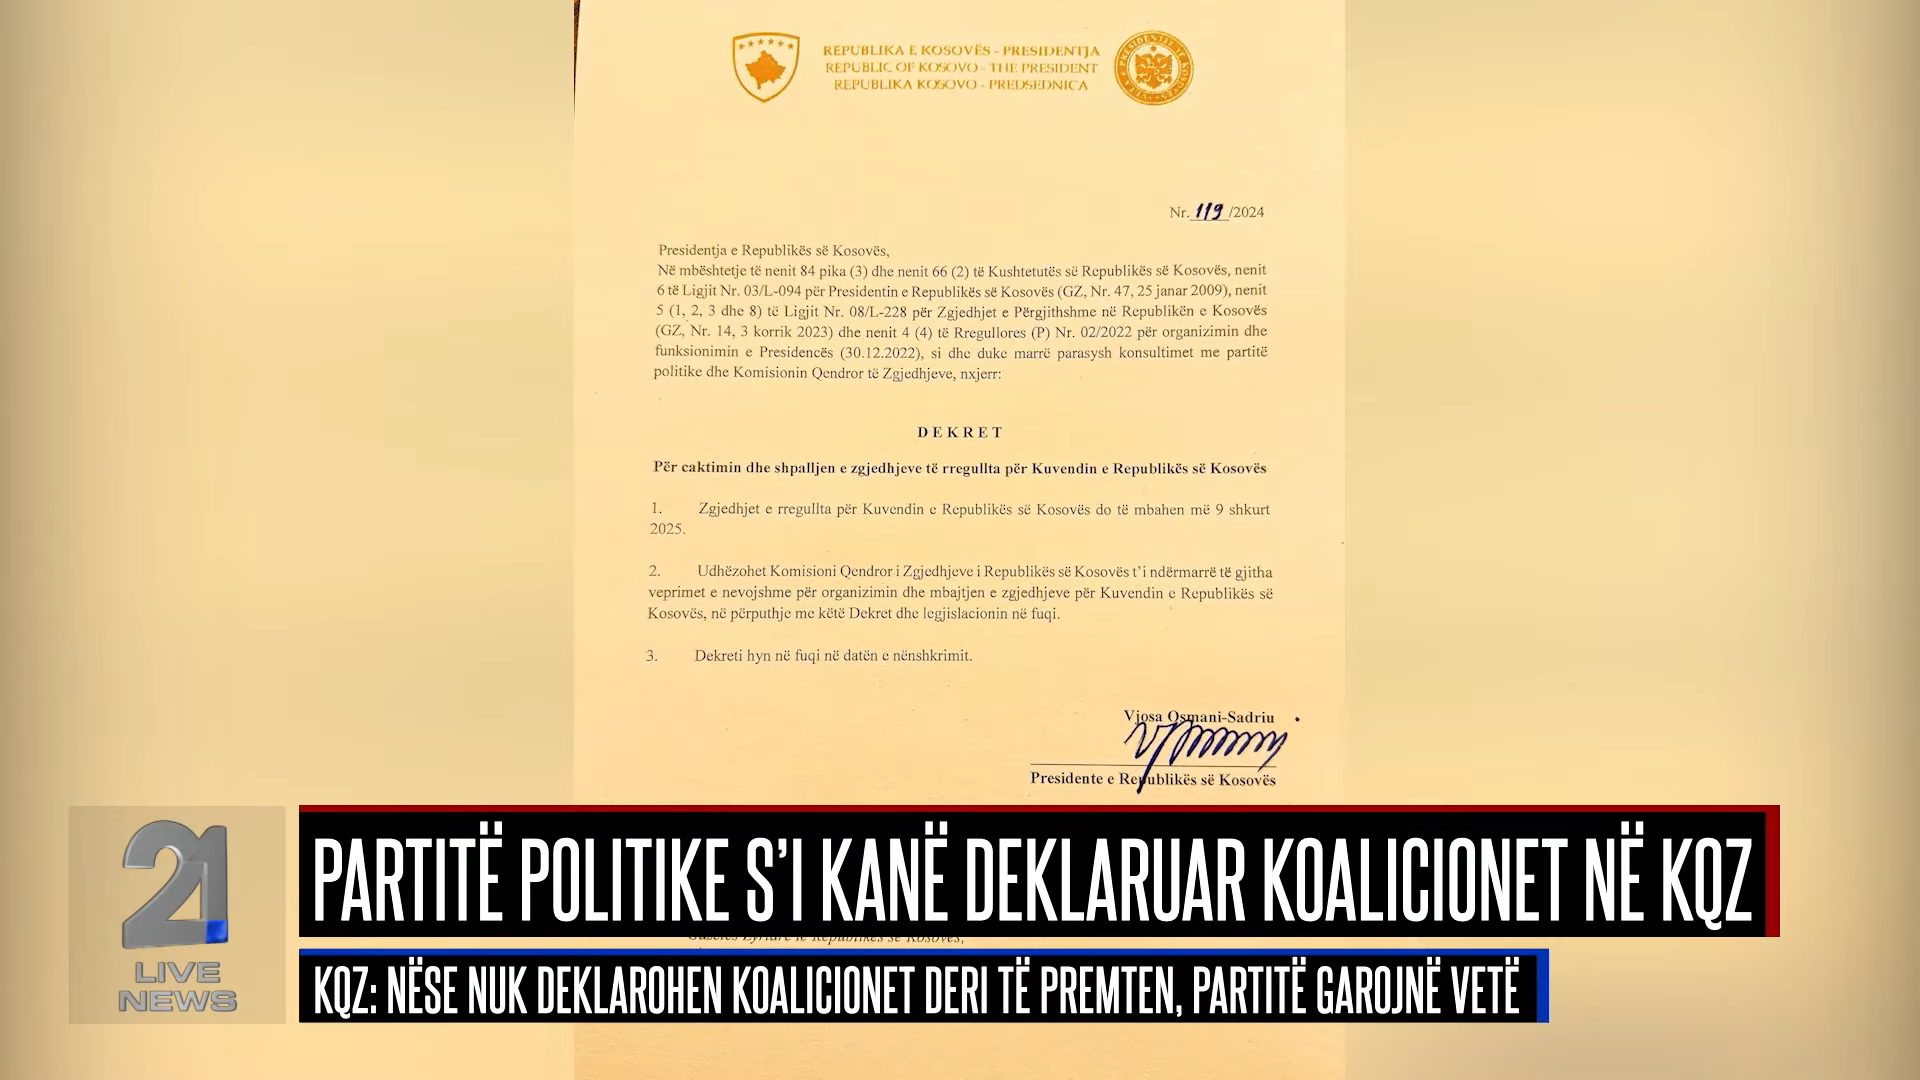 REPUBLIKA E KOSOVËS - PRESIDENTJA
REPUBLIC OF KOSOVO - THE PRESIDENT
REPUBLIKA KOSOVO - PREDSEDNICA
Nr. 119 /2024
Presidentja e Republikës së Kosovës,
Në mbështetje të nenit 84 pika (3) dhe nenit 66 (2) të Kushtetutës së Republikës së Kosovës, nenit
6 të Ligjit Nr. 03/L-094 për Presidentin e Republikës së Kosovës (GZ, Nr. 47, 25 janar 2009), nenit
5 (1, 2, 3 dhe 8) të Ligjit Nr. 08/L-228 për Zgjedhjet e Përgjithshme në Republikën e Kosovës
(GZ, Nr. 14, 3 korrik 2023) dhe nenit 4 (4) të Rregullores (P) Nr. 02/2022 për organizimin dhe
funksionimin e Presidencës (30.12.2022), si dhe duke marrë parasysh konsultimet me partitë
politike dhe Komisionin Qendror të Zgjedhjeve, nxjerr:
DEKRET
Për caktimin dhe shpalljen e zgjedhjeve të rregullta për Kuvendin e Republikës së Kosovës
1. Zgjedhjet e rregullta për Kuvendin e Republikës së Kosovës do të mbahen më 9 shkurt
2025.
2. Udhëzohet Komisioni Qendror i Zgjedhjeve i Republikës së Kosovës t'i ndërmarrë të gjitha
veprimet e nevojshme për organizimin dhe mbajtjen e zgjedhjeve për Kuvendin e Republikës së
Kosovës, në përputhje me këtë Dekret dhe legjislacionin në fuqi.
3. Dekreti hyn në fuqi në datën e nënshkrimit.
Vjosa Osmani-Sadriu
Presidente e Republikës së Kosovës
PARTITË POLITIKE S'I KANË DEKLARUAR KOALICIONET NË KQZ
KQZ: NËSE NUK DEKLAROHEN KOALICIONET DERI TË PREMTEN, PARTITË GAROJNË VETË
21
LIVE
NEWS